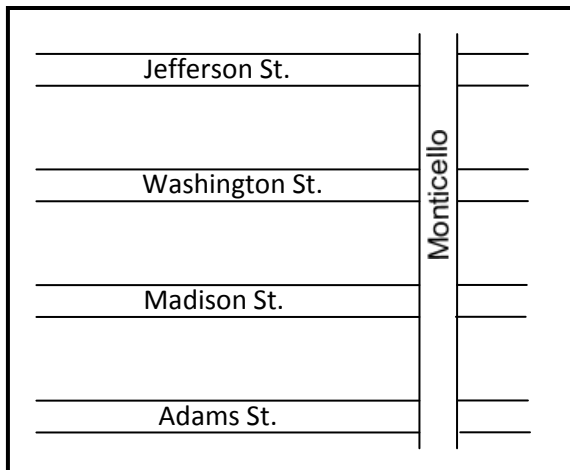 Jefferson St.
Washington St.
Monticello
Madison St.
Adams St.